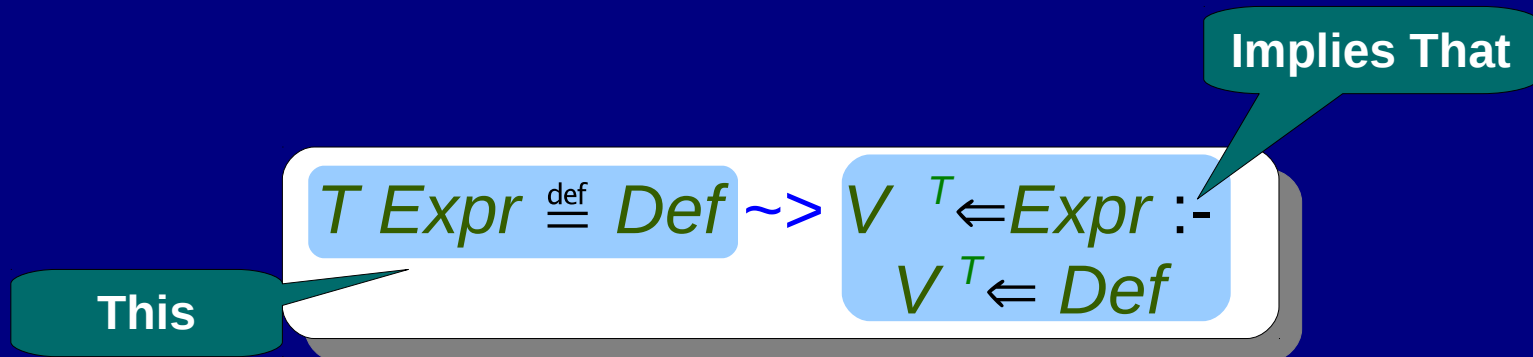 Implies That
T Expr ≝ Def ~> V T⇐Expr :-
V T⇐ Def
This